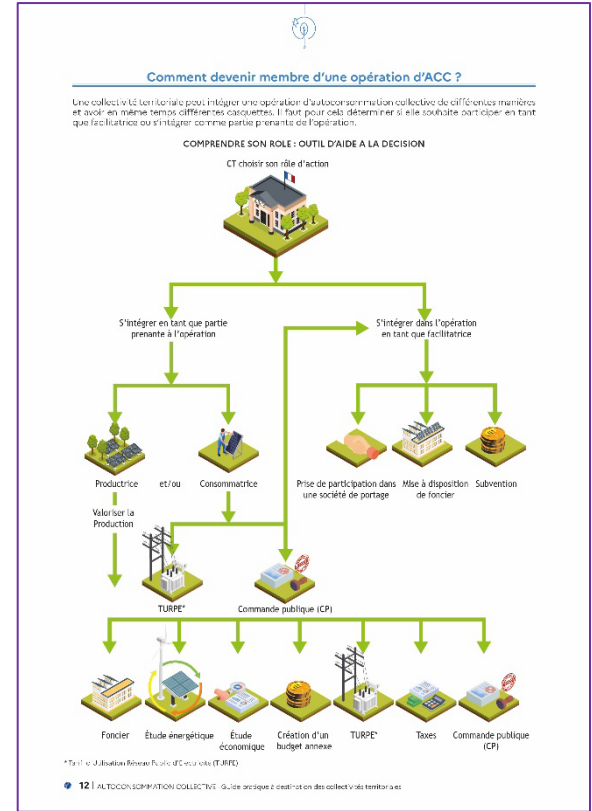 Comment devenir membre d'une opération d'ACC ?
Une collectivité territoriale peut intégrer une opération d'autoconsommation collective de différentes manières
et avoir en même temps différentes casquettes. Il faut pour cela déterminer si elle souhaite participer en tant
que facilitatrice ou s'intégrer comme partie prenante de l'opération.
COMPRENDRE SON ROLE : OUTIL D'AIDE A LA DECISION
CT choisir son rôle d'action
S'intégrer en tant que partie
prenante à l'opération
S'intégrer dans l'opération
en tant que facilitatrice
Productrice et/ou Consommatrice
Prise de participation dans
une société de portage
Mise à disposition
de foncier
Subvention
Valoriser la
Production
TURPE*
Commande publique (CP)
Foncier
Étude énergétique
Étude
économique
Création d'un
budget annexe
TURPE*
Taxes
Commande publique
(CP)
*Tarif d'Utilisation Réseau Public d'Electricité (TURPE)
12 | AUTOCONSOMMATION COLLECTIVE Guide pratique à destination des collectivités territoriales